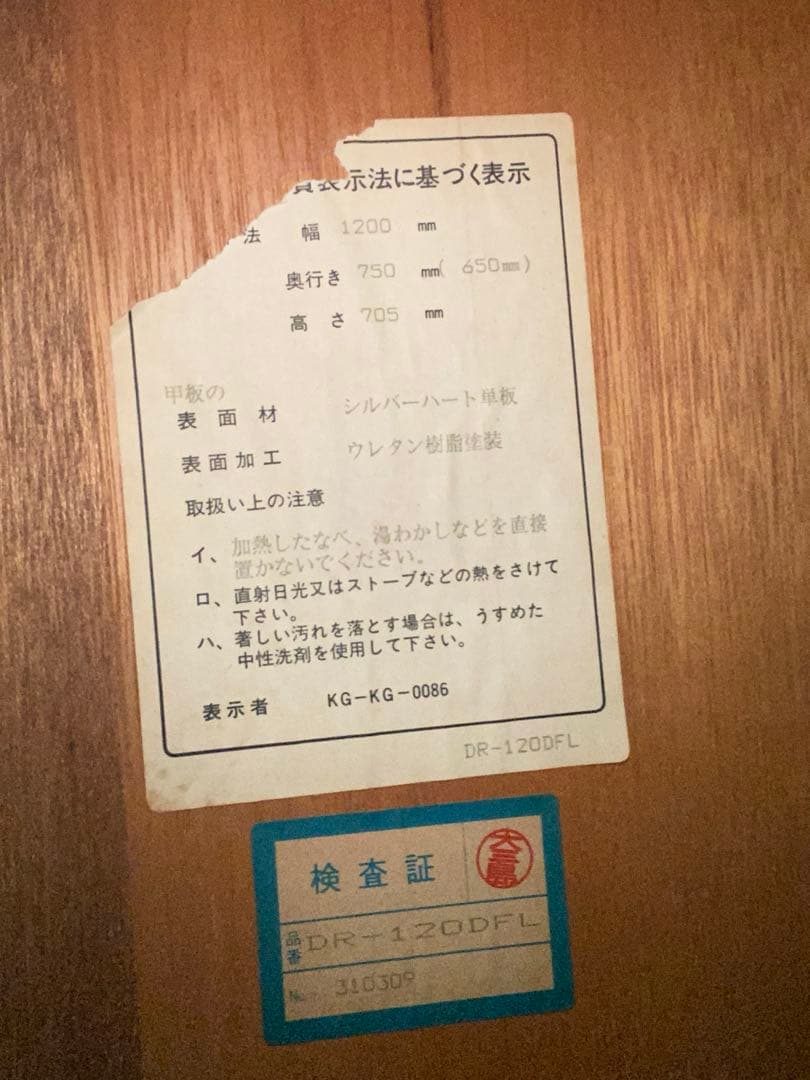 表示法に基づく表示
法 幅 1200 mm
奥行き 750 mm( 650mm)
高さ 705 mm
甲板の
表面材 シルバーハート単板
表面加工 ウレタン樹脂塗装
取扱い上の注意
イ、加熱したなべ、湯わかしなどを直接
置かないでください。
ロ、直射日光又はストーブなどの熱をさけて
下さい。
ハ、著しい汚れを落とす場合は、うすめた
中性洗剤を使用して下さい。
表示者 KG-KG-0086
DR-120DFL
検査証
品番 DR-120DFL
№ 310309